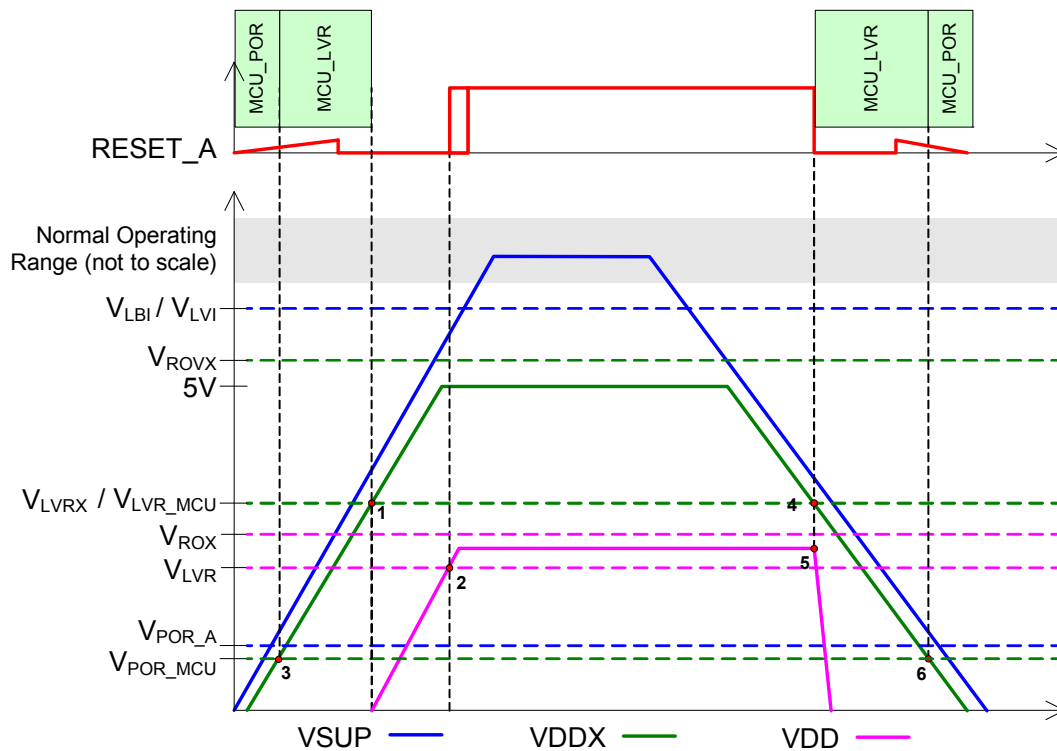 MCU_POR
MCU_LVR
MCU_LVR
MCU_POR
RESET_A
Normal Operating
Range (not to scale)
VLBI / VLVI
VROVX
5V
VLVRX / VLVR_MCU
1
4
VROX
VLVR
2
5
VPOR_A
VPOR_MCU
3
6
VSUP
VDDX
VDD